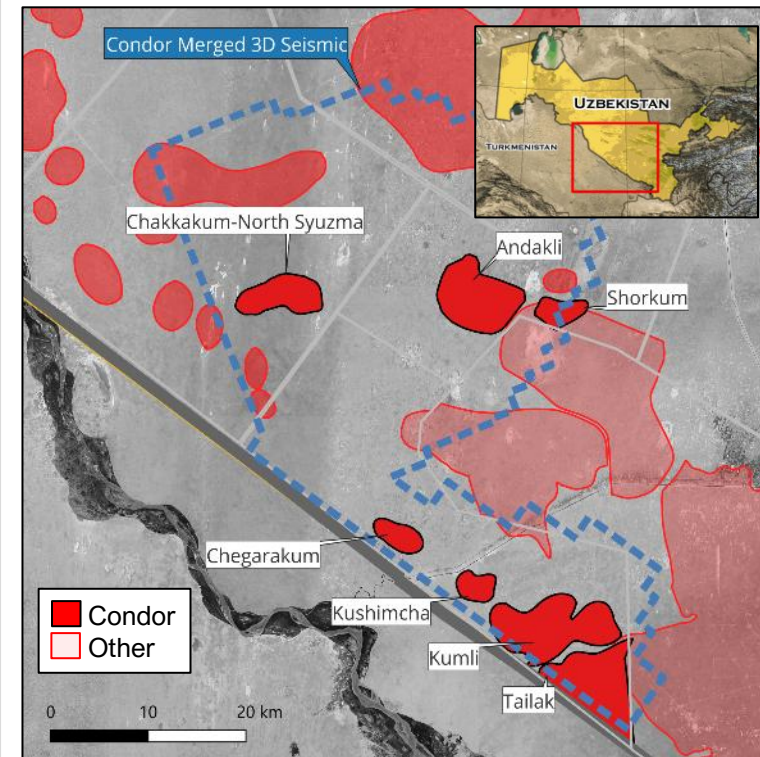 Condor Merged 3D Seismic
UZBEKISTAN
TURKMENISTAN
Chakkakum-North Syuzma
Andakli
Shorkum
Chegarakum
Kushimcha
Kumli
Tailak
Condor
Other
0 10 20 km